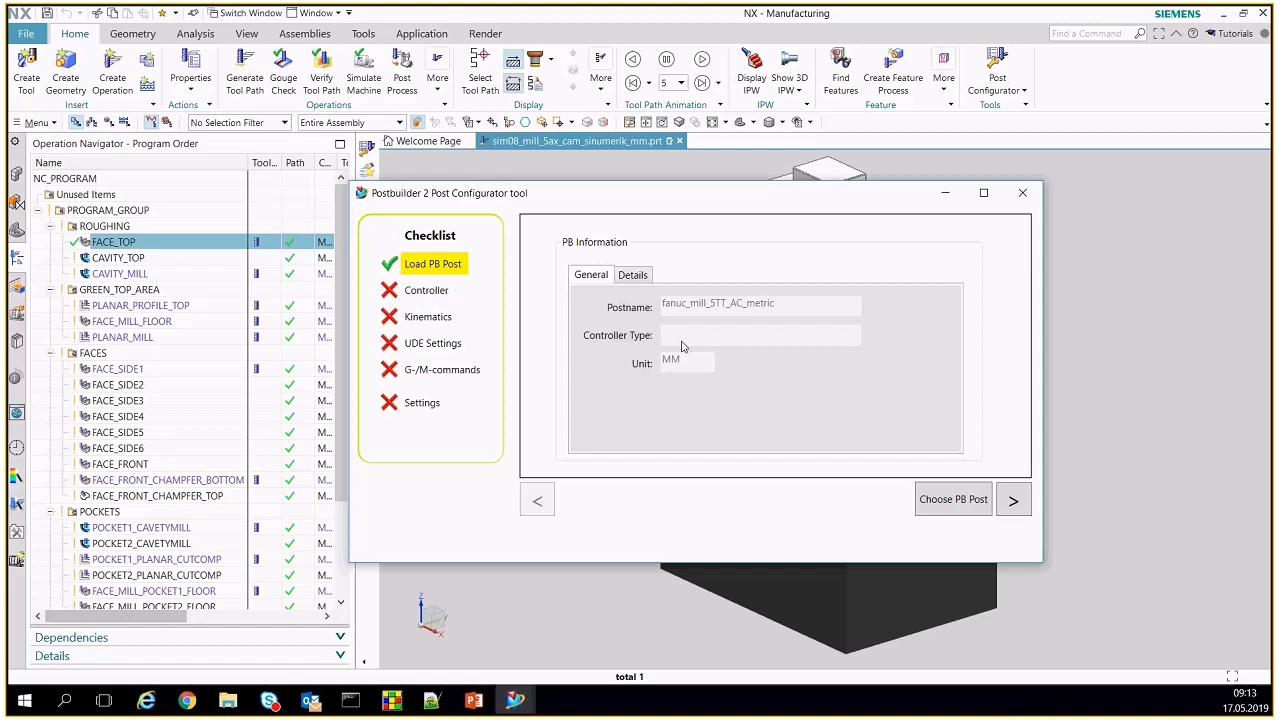 NX
Switch Window
Window
NX - Manufacturing
SIEMENS
File
Home
Geometry
Analysis
View
Assemblies
Tools
Application
Render
Find a Command
Tutorials
Create Tool
Create Geometry
Create Operation
Properties
Generate Tool Path
Gouge Check
Verify Tool Path
Simulate Machine
Post Process
More
Select Tool Path
More
5
Display IPW
Show 3D IPW
Find Features
Create Feature Process
More
Post Configurator
Insert
Actions
Operations
Display
Tool Path Animation
IPW
Feature
Tools
Menu
No Selection Filter
Entire Assembly
Operation Navigator - Program Order
Welcome Page
sim08_mill_5ax_cam_sinumerik_mm.prt
Name
Tool...
Path
C...
NC_PROGRAM
Unused Items
PROGRAM_GROUP
ROUGHING
FACE_TOP
M...
CAVITY_TOP
M...
CAVITY_MILL
M...
GREEN_TOP_AREA
PLANAR_PROFILE_TOP
M...
FACE_MILL_FLOOR
M...
PLANAR_MILL
M...
FACES
FACE_SIDE1
M...
FACE_SIDE2
M...
FACE_SIDE3
M...
FACE_SIDE4
M...
FACE_SIDE5
M...
FACE_SIDE6
M...
FACE_FRONT
M...
FACE_FRONT_CHAMPFER_BOTTOM
M...
FACE_FRONT_CHAMPFER_TOP
M...
POCKETS
POCKET1_CAVETYMILL
M...
POCKET2_CAVETYMILL
M...
POCKET1_PLANAR_CUTCOMP
M...
POCKET2_PLANAR_CUTCOMP
M...
FACE_MILL_POCKET1_FLOOR
M...
FACE_MILL_POCKET2_FLOOR
M...
Dependencies
Details
Postbuilder 2 Post Configurator tool
Checklist
Load PB Post
Controller
Kinematics
UDE Settings
G-/M-commands
Settings
PB Information
General
Details
Postname:
fanuc_mill_5TT_AC_metric
Controller Type:
Unit:
MM
<
Choose PB Post
>
Z
Y
X
total 1
09:13
17.05.2019